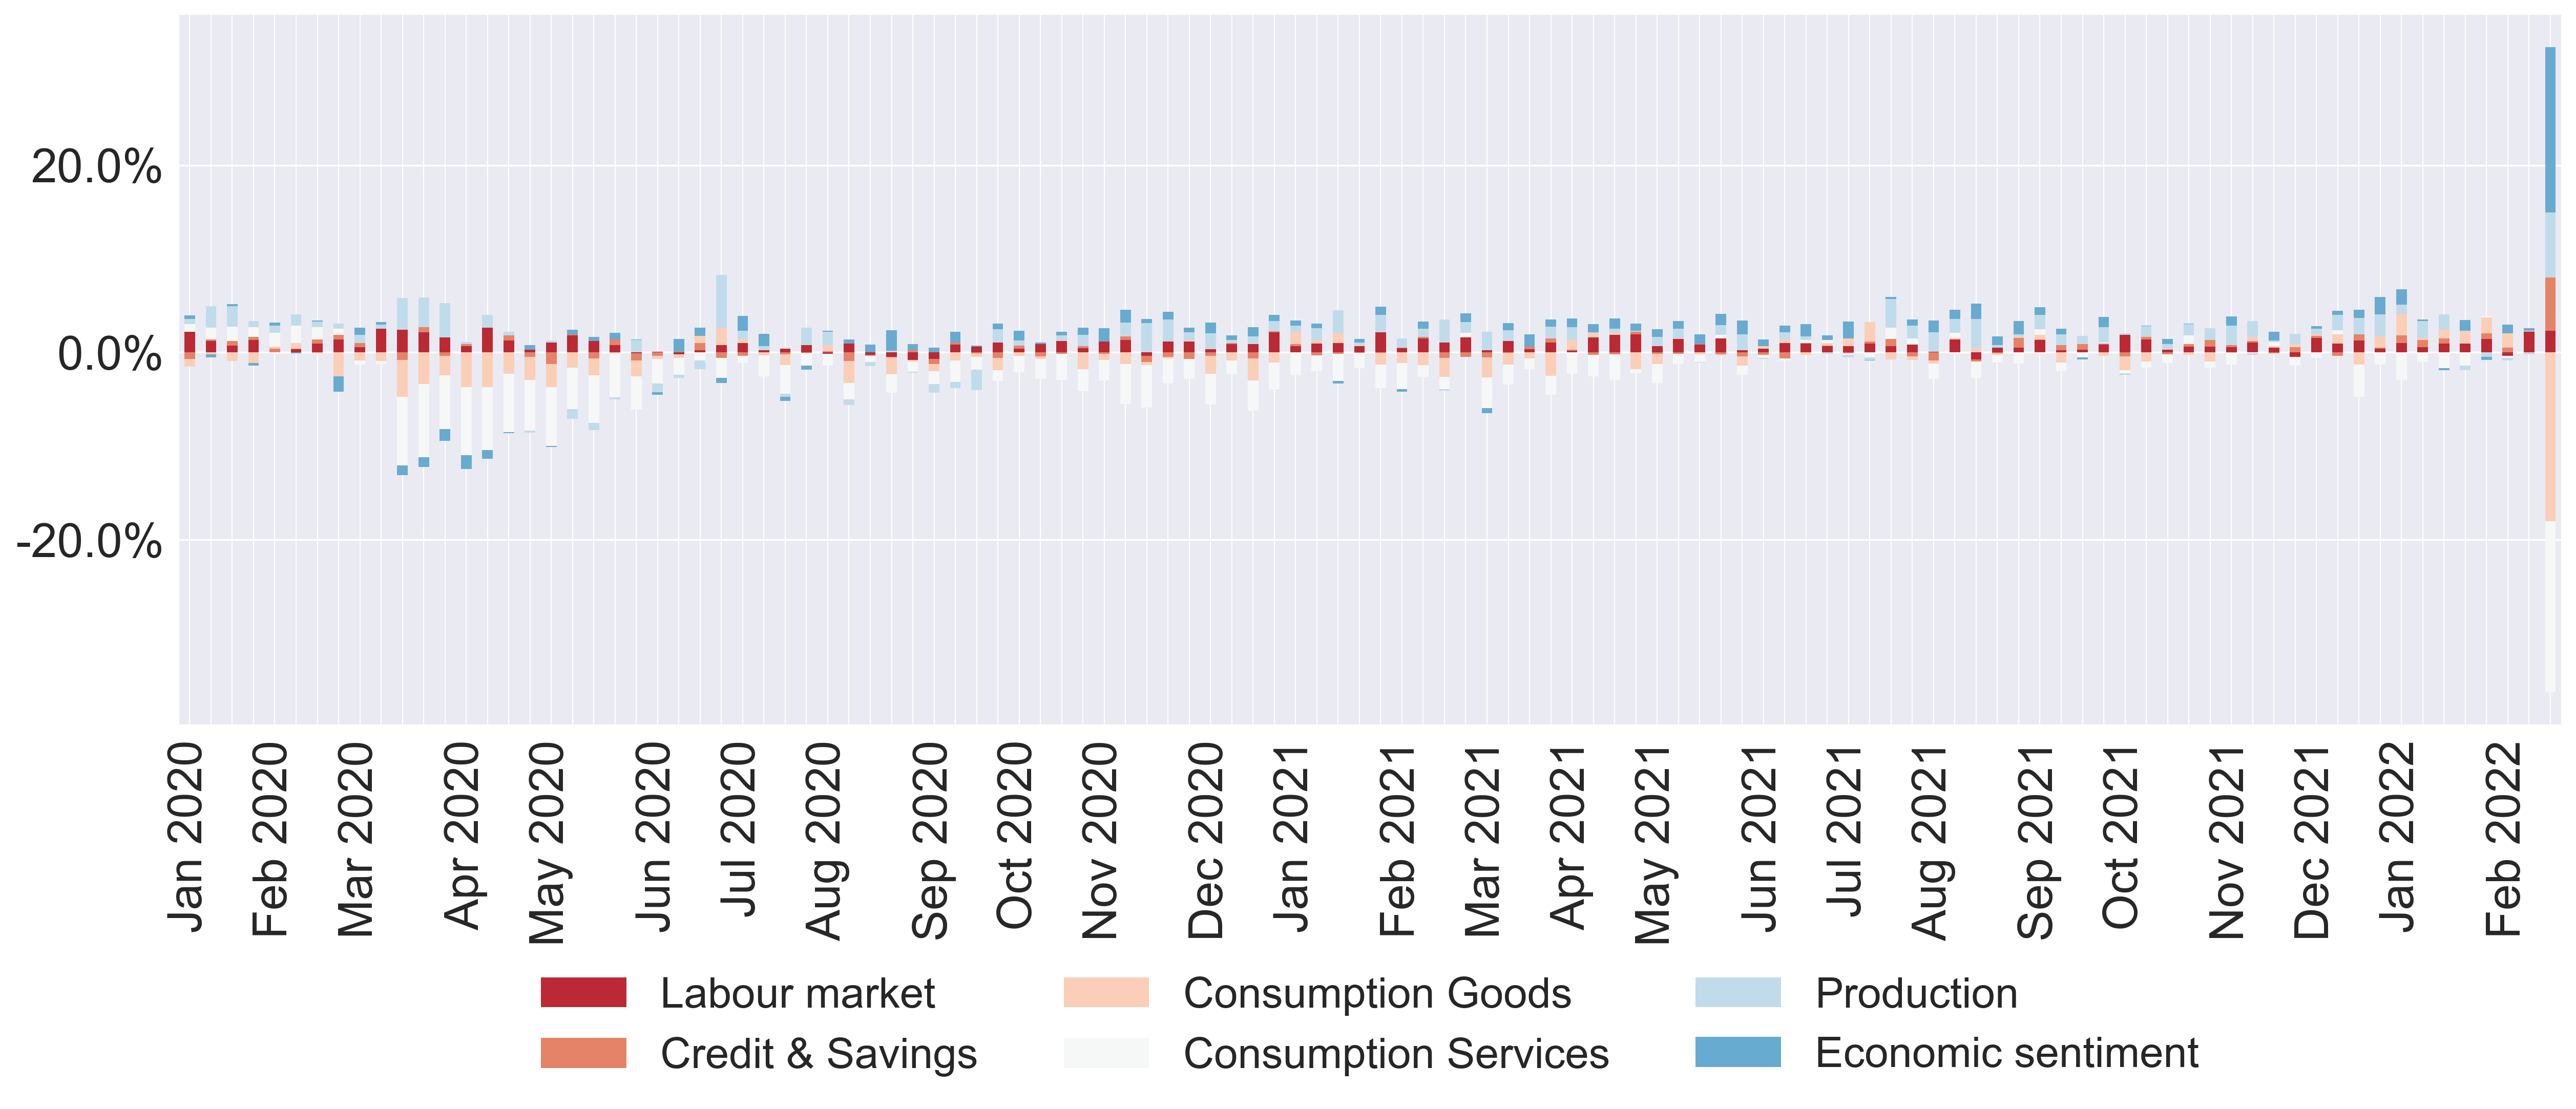 20.0%
0.0%
-20.0%
Jan 2020
Feb 2020
Mar 2020
Apr 2020
May 2020
Jun 2020
Jul 2020
Aug 2020
Sep 2020
Oct 2020
Nov 2020
Dec 2020
Jan 2021
Feb 2021
Mar 2021
Apr 2021
May 2021
Jun 2021
Jul 2021
Aug 2021
Sep 2021
Oct 2021
Nov 2021
Dec 2021
Jan 2022
Feb 2022
Labour market
Consumption Goods
Production
Credit & Savings
Consumption Services
Economic sentiment